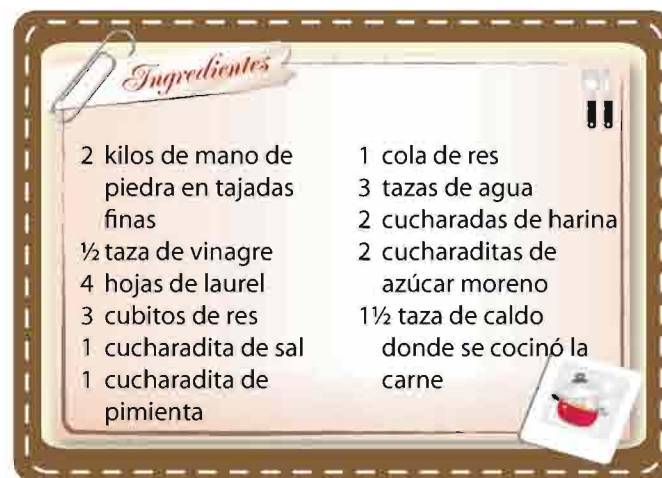 Ingredientes
2 kilos de mano de
piedra en tajadas
finas
½ taza de vinagre
4 hojas de laurel
3 cubitos de res
1 cucharadita de sal
1 cucharadita de
pimienta
1 cola de res
3 tazas de agua
2 cucharadas de harina
2 cucharaditas de
azúcar moreno
1½ taza de caldo
donde se cocinó la
carne